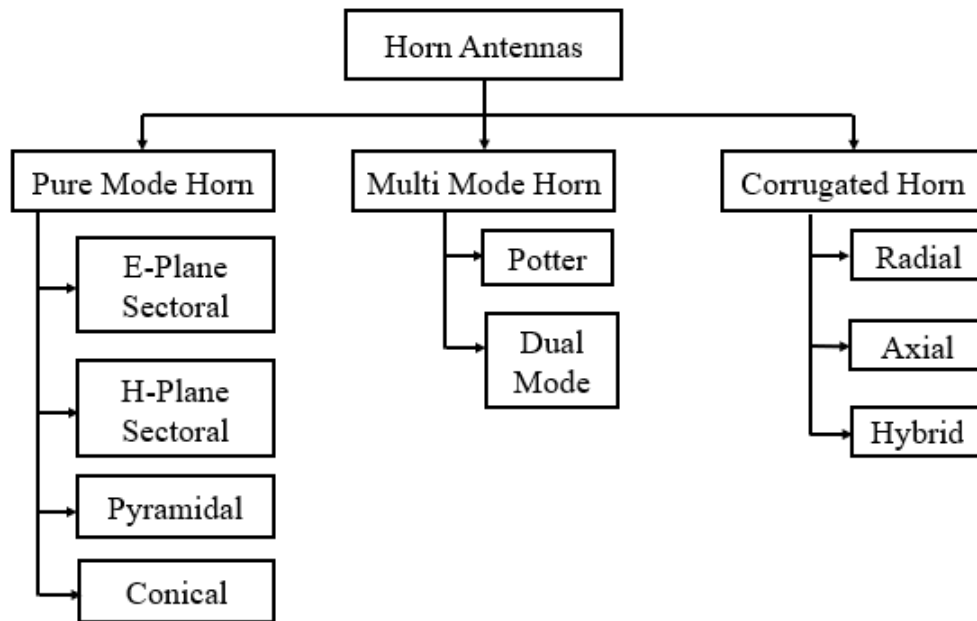 Horn Antennas
Pure Mode Horn
E-Plane
Sectoral
H-Plane
Sectoral
Pyramidal
Conical
Multi Mode Horn
Potter
Dual
Mode
Corrugated Horn
Radial
Axial
Hybrid